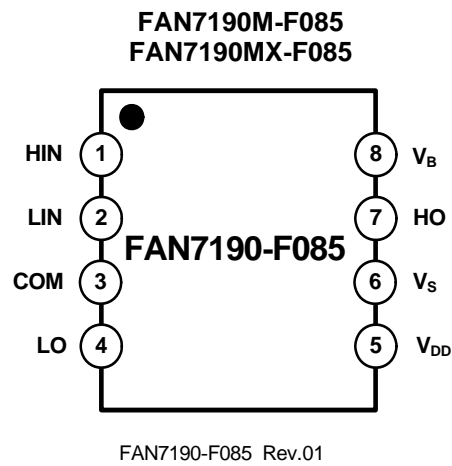 FAN7190M-F085
FAN7190MX-F085
HIN 1 8 VB
LIN 2 7 HO
FAN7190-F085
COM 3 6 VS
LO 4 5 VDD
FAN7190-F085 Rev.01